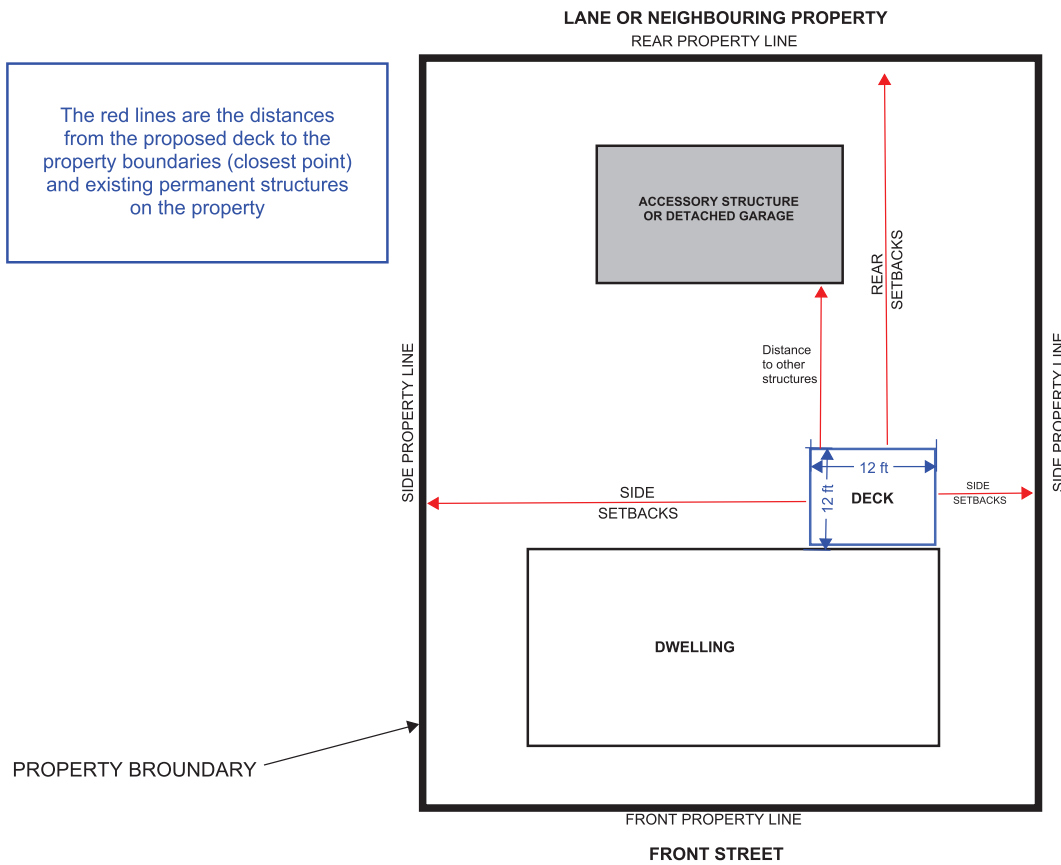 LANE OR NEIGHBOURING PROPERTY
REAR PROPERTY LINE
The red lines are the distances
from the proposed deck to the
property boundaries (closest point)
and existing permanent structures
on the property
ACCESSORY STRUCTURE
OR DETACHED GARAGE
REAR
SETBACKS
Distance
to other
structures
SIDE PROPERTY LINE
SIDE PROPERTY LINE
12 ft
12 ft
DECK
SIDE
SETBACKS
SIDE
SETBACKS
DWELLING
PROPERTY BROUNDARY
FRONT PROPERTY LINE
FRONT STREET